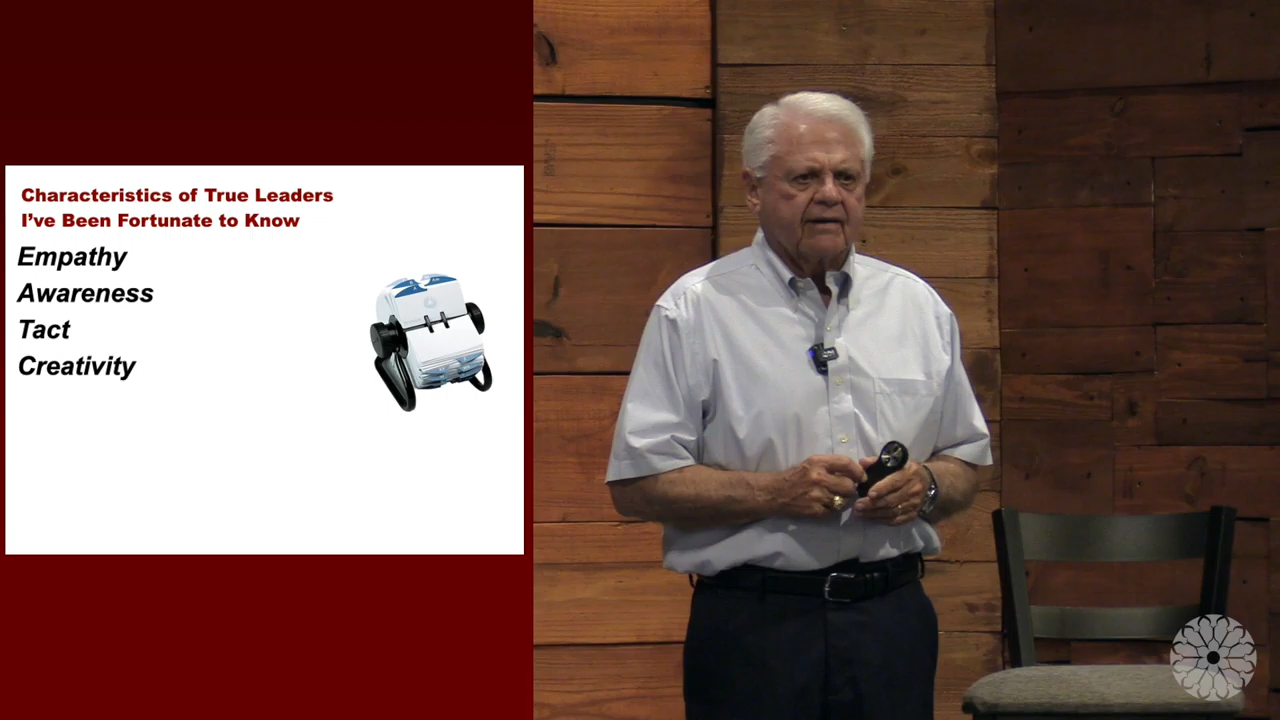 Characteristics of True Leaders
I’ve Been Fortunate to Know
Empathy
Awareness
Tact
Creativity